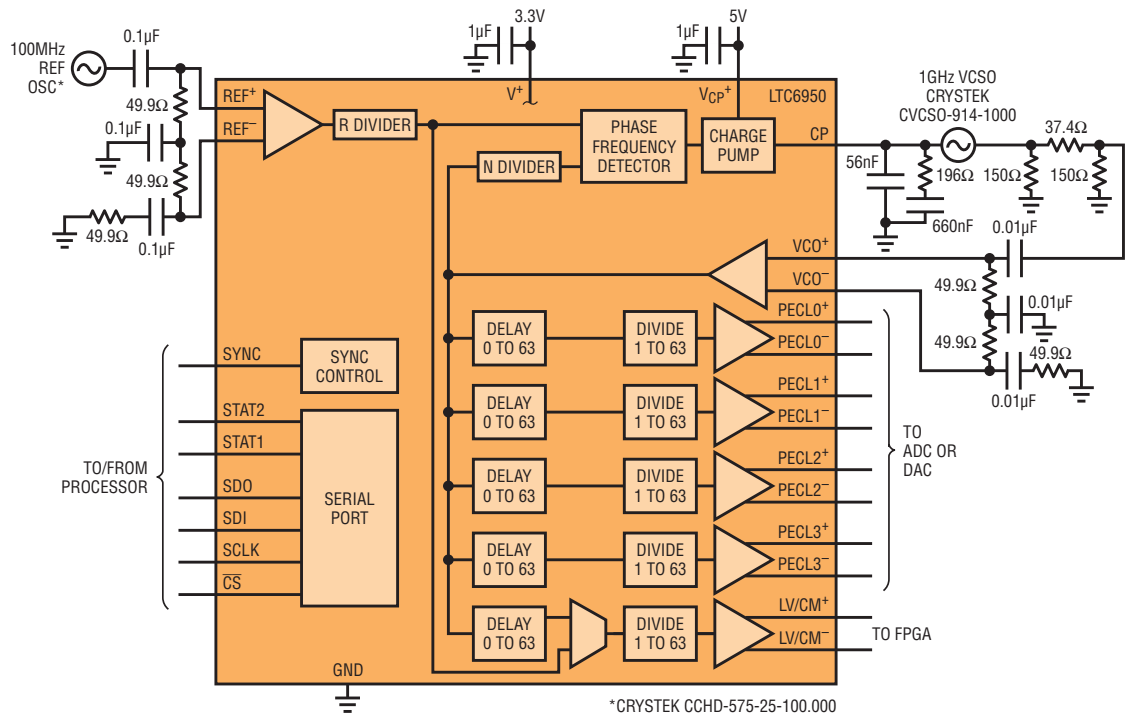 100MHz
REF
OSC*
0.1µF
49.9Ω
0.1µF
49.9Ω
49.9Ω
0.1µF
1µF
3.3V
1µF
5V
V+
VCP+
LTC6950
REF+
REF–
R DIVIDER
N DIVIDER
PHASE
FREQUENCY
DETECTOR
CHARGE
PUMP
CP
1GHz VCSO
CRYSTEK
CVCSO-914-1000
56nF
196Ω
660nF
150Ω
37.4Ω
150Ω
0.01µF
VCO+
VCO–
49.9Ω
0.01µF
49.9Ω
49.9Ω
0.01µF
DELAY
0 TO 63
DIVIDE
1 TO 63
PECL0+
PECL0–
DELAY
0 TO 63
DIVIDE
1 TO 63
PECL1+
PECL1–
DELAY
0 TO 63
DIVIDE
1 TO 63
PECL2+
PECL2–
DELAY
0 TO 63
DIVIDE
1 TO 63
PECL3+
PECL3–
TO
ADC OR
DAC
DELAY
0 TO 63
DIVIDE
1 TO 63
LV/CM+
LV/CM–
TO FPGA
SYNC
SYNC
CONTROL
TO/FROM
PROCESSOR
STAT2
STAT1
SDO
SDI
SCLK
CS
SERIAL
PORT
GND
*CRYSTEK CCHD-575-25-100.000